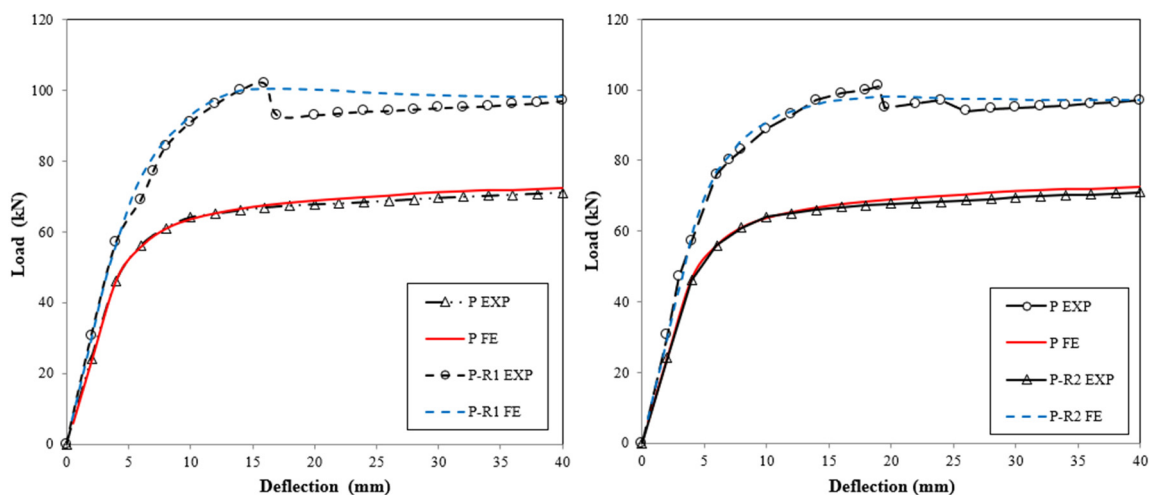 120
100
80
60
40
20
0
Load (kN)
0 5 10 15 20 25 30 35 40
Deflection (mm)
P EXP
P FE
P-R1 EXP
P-R1 FE
120
100
80
60
40
20
0
Load (kN)
0 5 10 15 20 25 30 35 40
Deflection (mm)
P EXP
P FE
P-R2 EXP
P-R2 FE